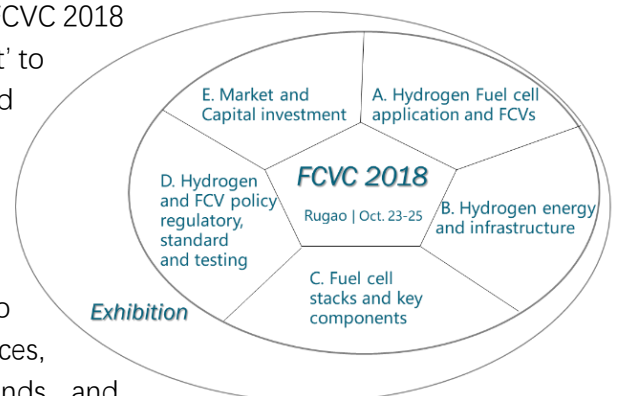 FCVC 2018
t’ to
d
E. Market and
Capital investment
A. Hydrogen Fuel cell
application and FCVs
FCVC 2018
Rugao | Oct. 23-25
D. Hydrogen
and FCV policy
regulatory,
standard
and testing
B. Hydrogen energy
and infrastructure
C. Fuel cell
stacks and key
components
Exhibition
o
ces,
and